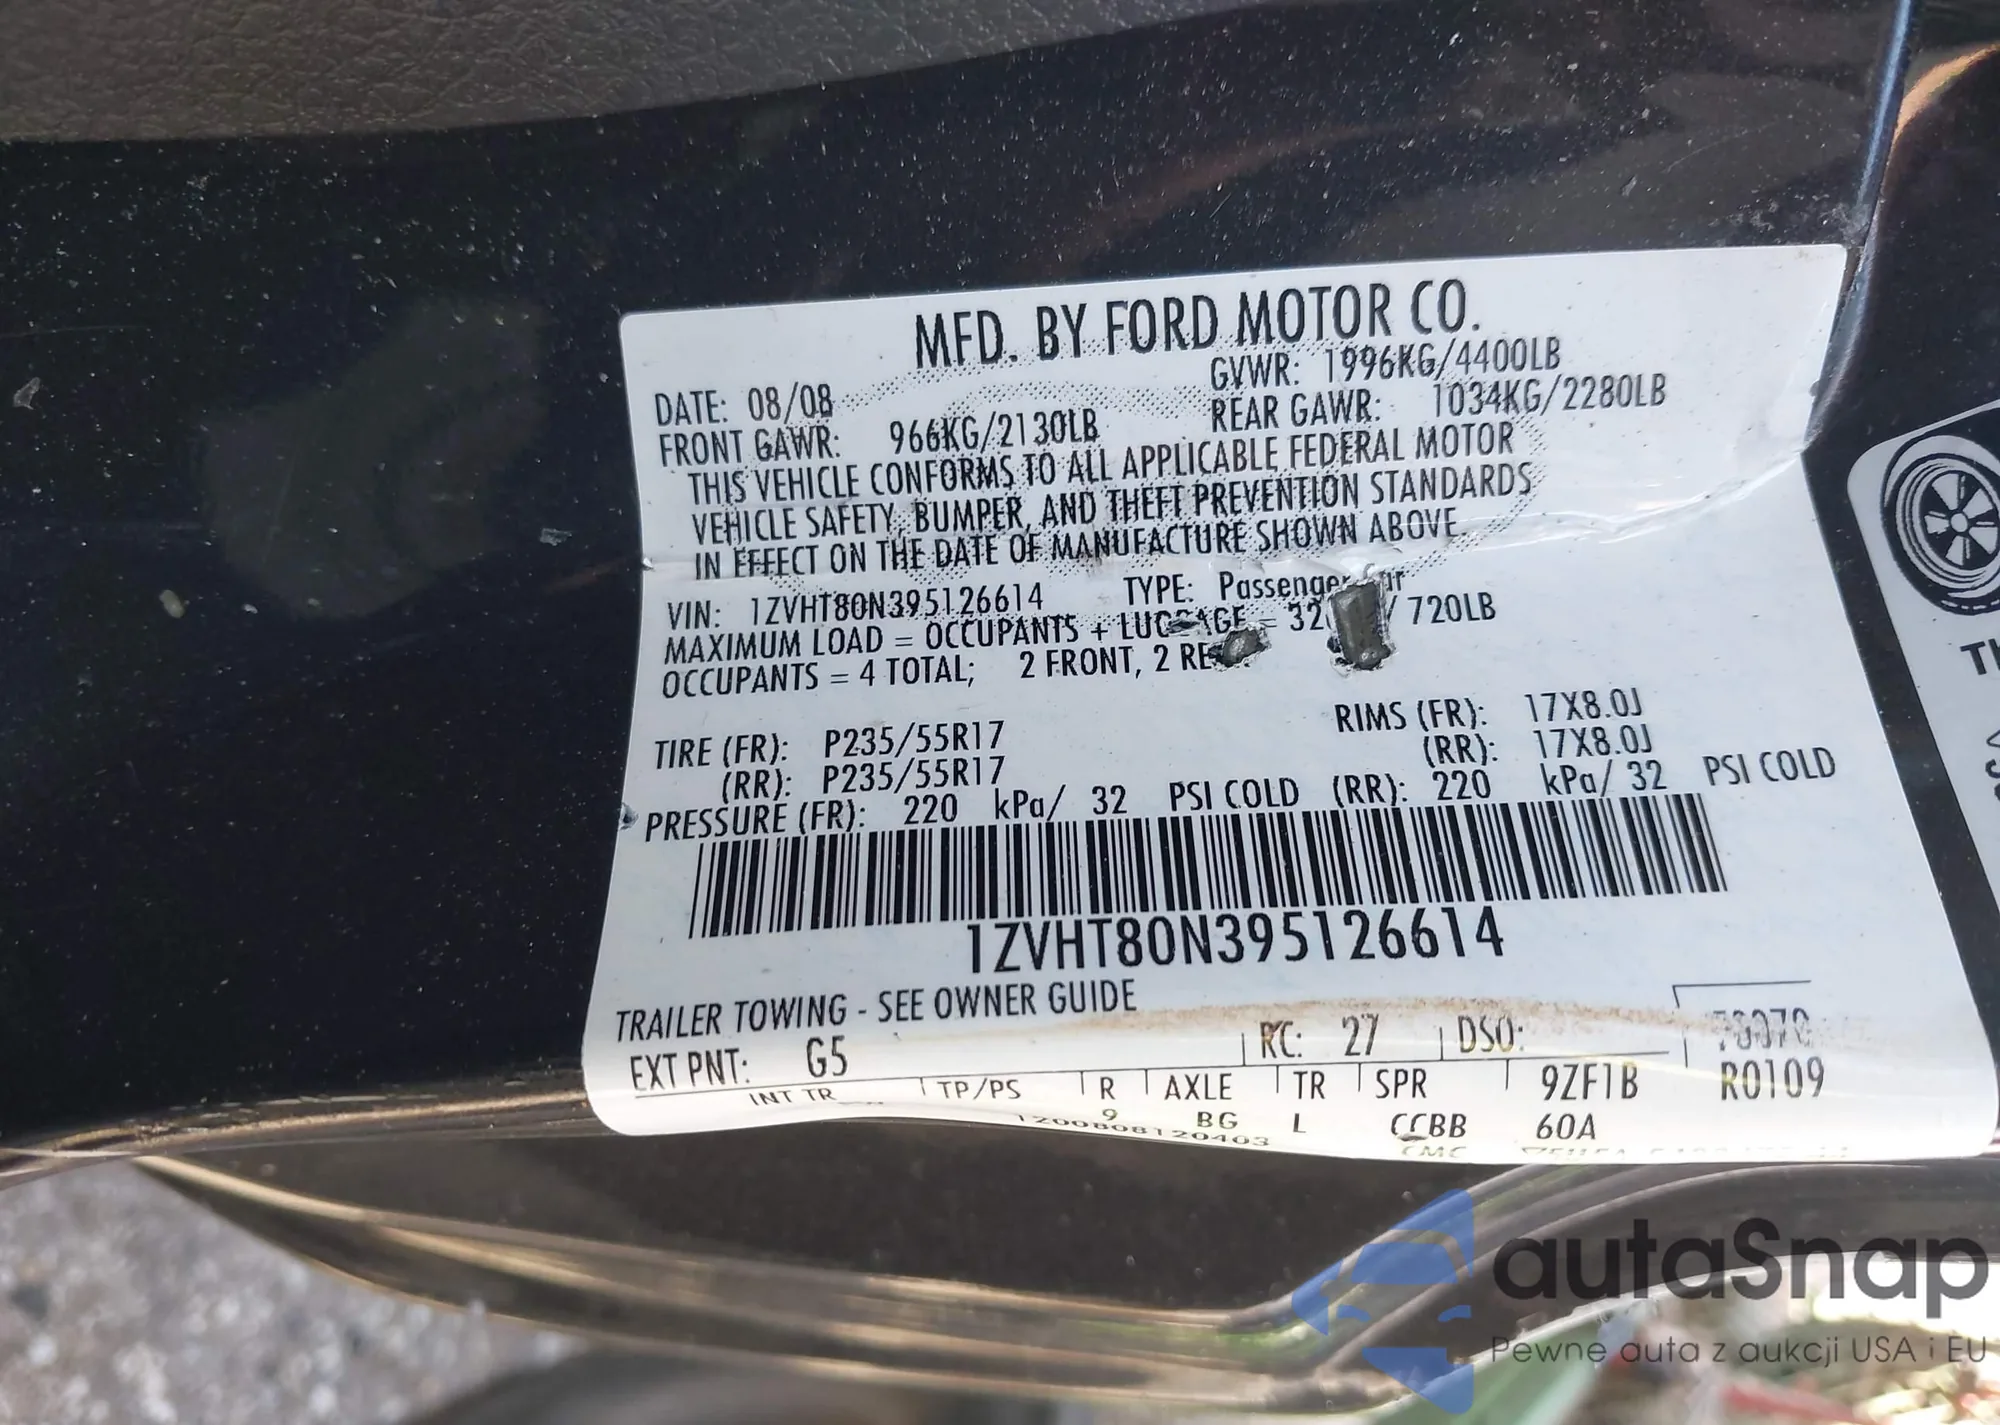 MFD. BY FORD MOTOR CO.
DATE: 08/08 GVWR: 1996KG/4400LB
FRONT GAWR: 966KG/2130LB REAR GAWR: 1034KG/2280LB
THIS VEHICLE CONFORMS TO ALL APPLICABLE FEDERAL MOTOR
VEHICLE SAFETY, BUMPER, AND THEFT PREVENTION STANDARDS
IN EFFECT ON THE DATE OF MANUFACTURE SHOWN ABOVE.
VIN: 1ZVHT80N395126614 TYPE: Passenger
MAXIMUM LOAD = OCCUPANTS + = / 720LB
OCCUPANTS = 4 TOTAL; 2 FRONT, 2
TIRE (FR): P235/55R17 RIMS (FR): 17X8.0J
(RR): P235/55R17 (RR): 17X8.0J
PRESSURE (FR): 220 kPa/ 32 PSI COLD (RR): 220 kPa/ 32 PSI COLD
1ZVHT80N395126614
TRAILER TOWING - SEE OWNER GUIDE
EXT PNT: G5 RC: 27 DSO:
INT TR TP/PS R AXLE TR SPR 9ZF1B R0109
9 BG L CCBB 60A
1200808120403
autaSnap
Pewne auta z aukcji USA i EU